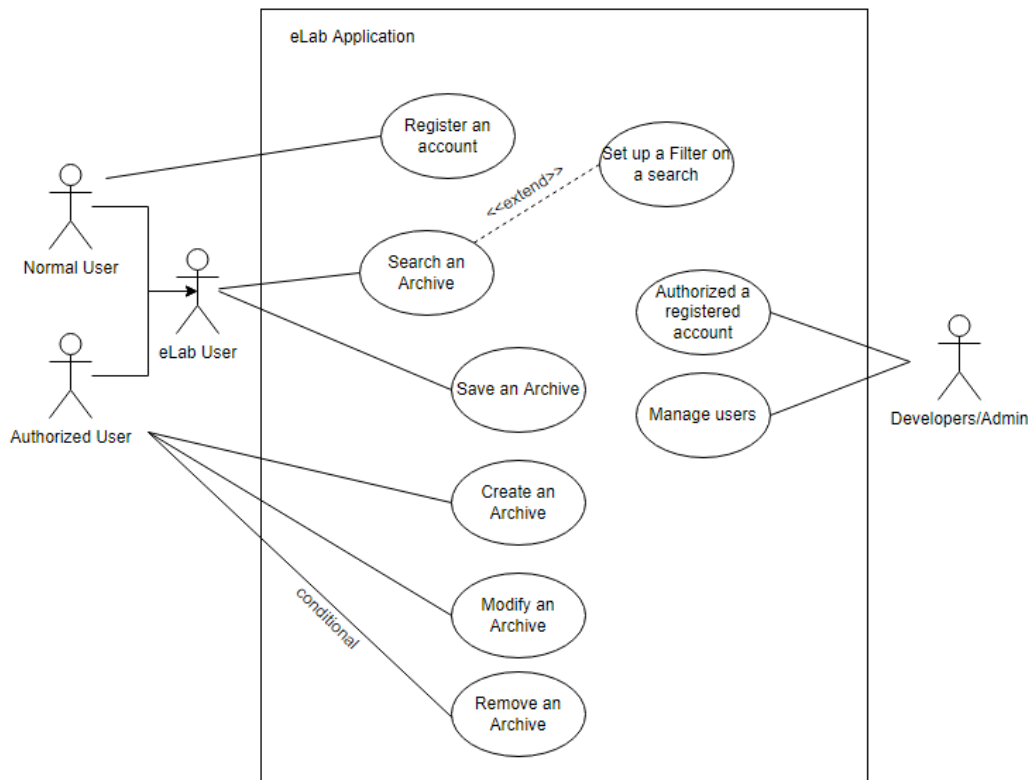 eLab Application
Register an
account
Set up a Filter on
a search
<<extend>>
Normal User
Search an
Archive
eLab User
Authorized a
registered
account
Save an Archive
Manage users
Developers/Admin
Authorized User
Create an
Archive
conditional
Modify an
Archive
Remove an
Archive